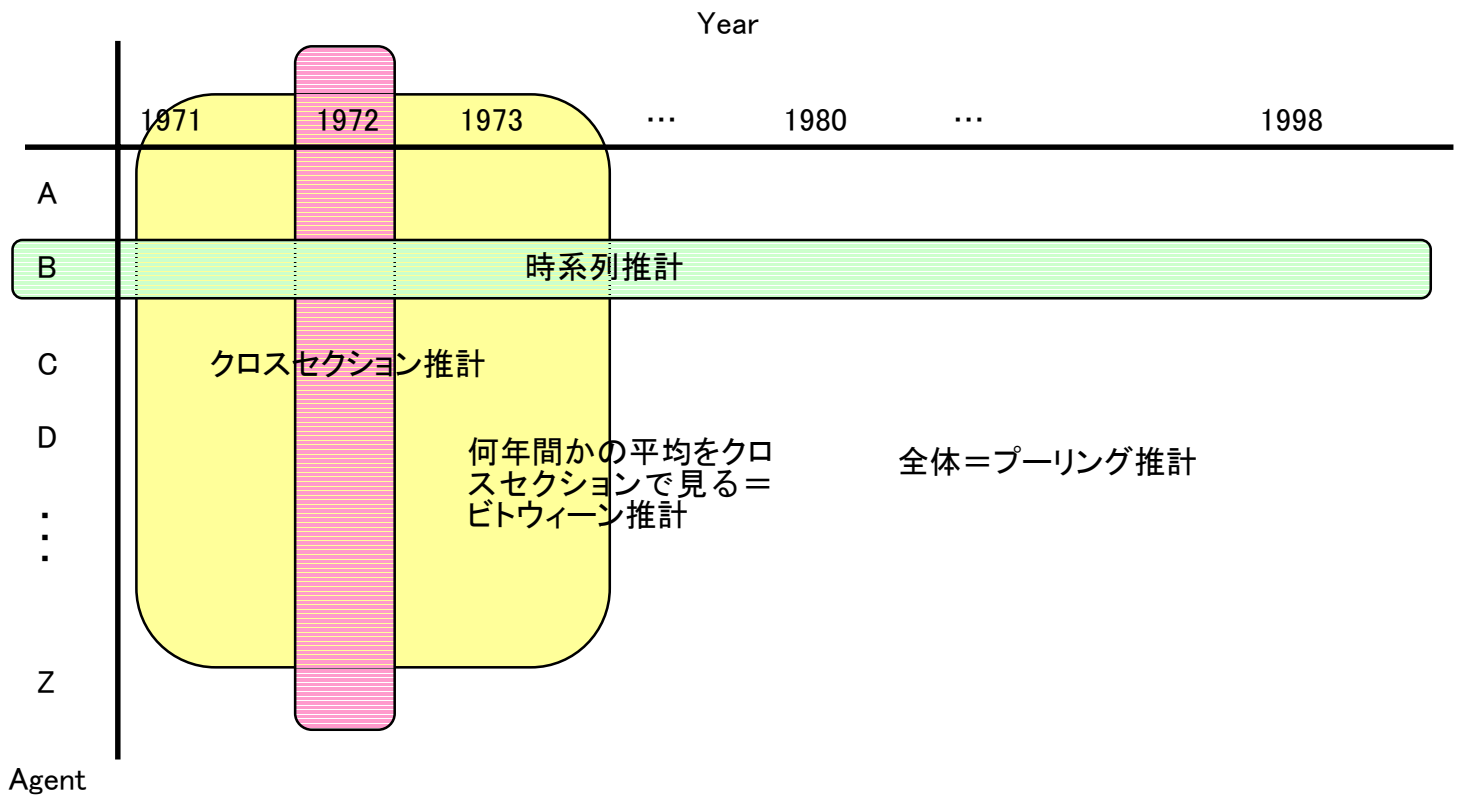 Year
1971 1972 1973 … 1980 … 1998
A
B 時系列推計
C クロスセクション推計
D
何年間かの平均をクロ
スセクションで見る＝
ビトウィーン推計
全体＝プーリング推計
⋮
Z
Agent